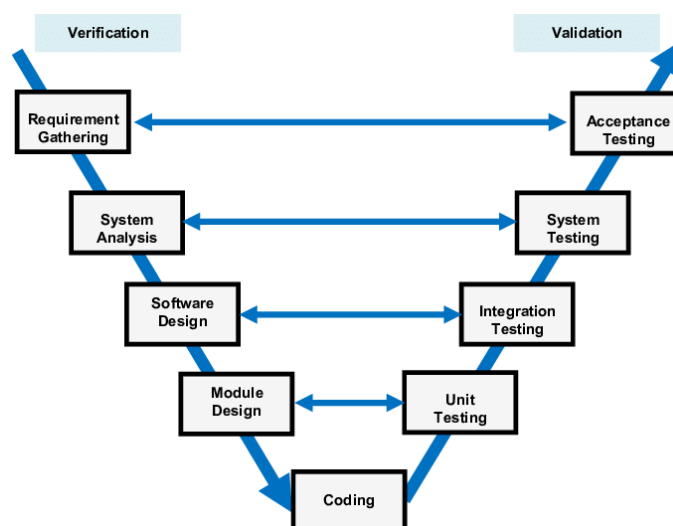 Verification
Validation
Requirement
Gathering
Acceptance
Testing
System
Analysis
System
Testing
Software
Design
Integration
Testing
Module
Design
Unit
Testing
Coding